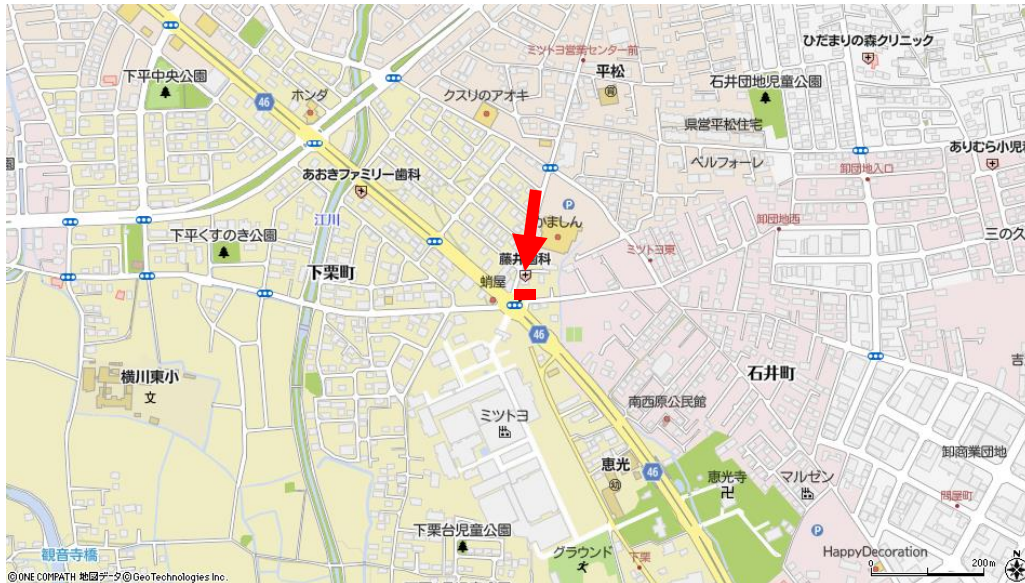 ミツトヨ営業センター前
ひだまりの森クリニック
平松
下平中央公園
46
ホンダ
クスリのアオキ
石井団地児童公園
県営平松住宅
ベルフォーレ
ありむら小児科
園
あおきファミリー歯科
卸団地入口
江川
P
かましん
卸団地西
下平くすのき公園
ミツトヨ東
三の久
下栗町
藤井歯科
蛸屋
46
吉
横川東小
文
石井町
南西原公民館
ミツトヨ
卸商業団地
恵光
幼
46
恵光寺
マルゼン
問屋町
下栗台児童公園
P
観音寺橋
グラウンド
下栗
HappyDecoration
N
0
200m
©ONE COMPATH 地図データ©GeoTechnologies Inc.